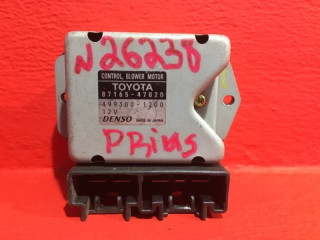 N26238
CONTROL, BLOWER MOTOR
TOYOTA
87165-47020
499300-1200
12V
DENSO MADE IN JAPAN
PRius